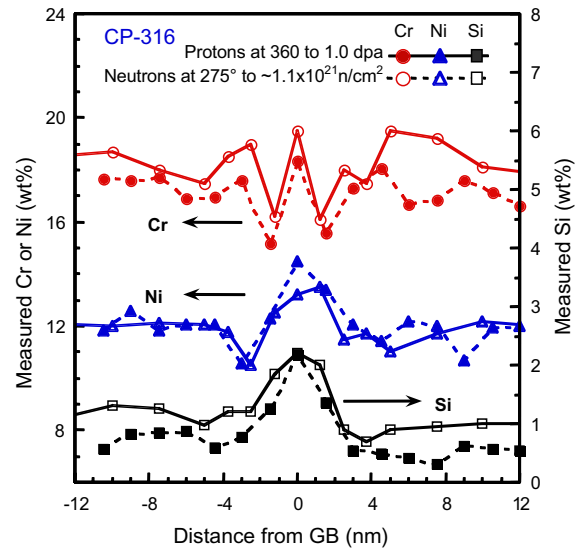 CP-316
Cr Ni Si
Protons at 360 to 1.0 dpa
Neutrons at 275° to ~1.1x10²¹n/cm²
Cr
Ni
Si
24
20
16
12
8
8
7
6
5
4
3
2
1
0
-12 -8 -4 0 4 8 12
Measured Cr or Ni (wt%)
Measured Si (wt%)
Distance from GB (nm)